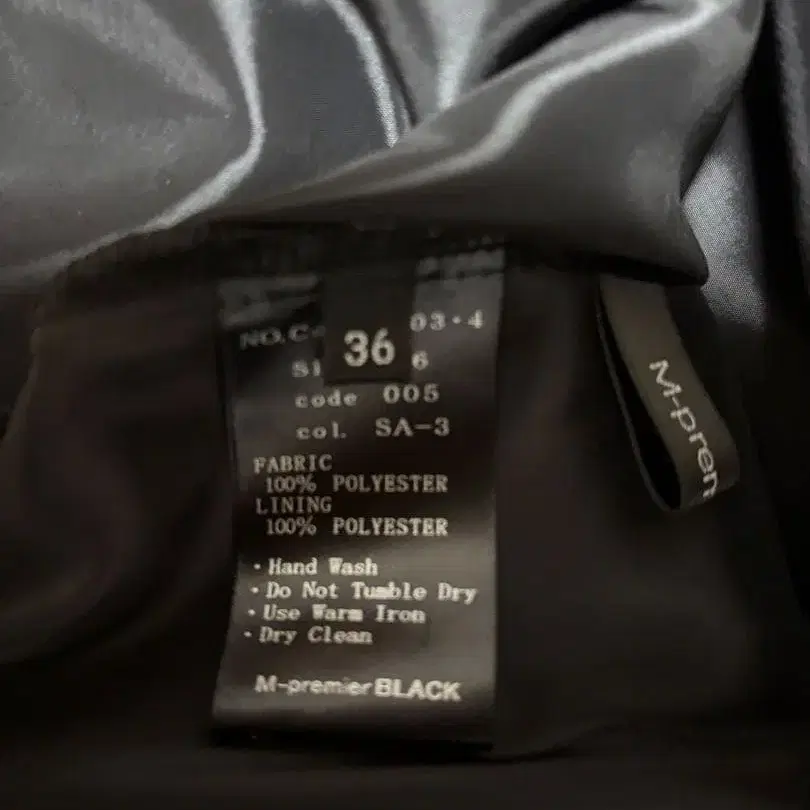 36
NO.C 03·4
6
code 005
col. SA-3
FABRIC
100% POLYESTER
LINING
100% POLYESTER
· Hand Wash
· Do Not Tumble Dry
· Use Warm Iron
· Dry Clean
M-premier BLACK
M-prem